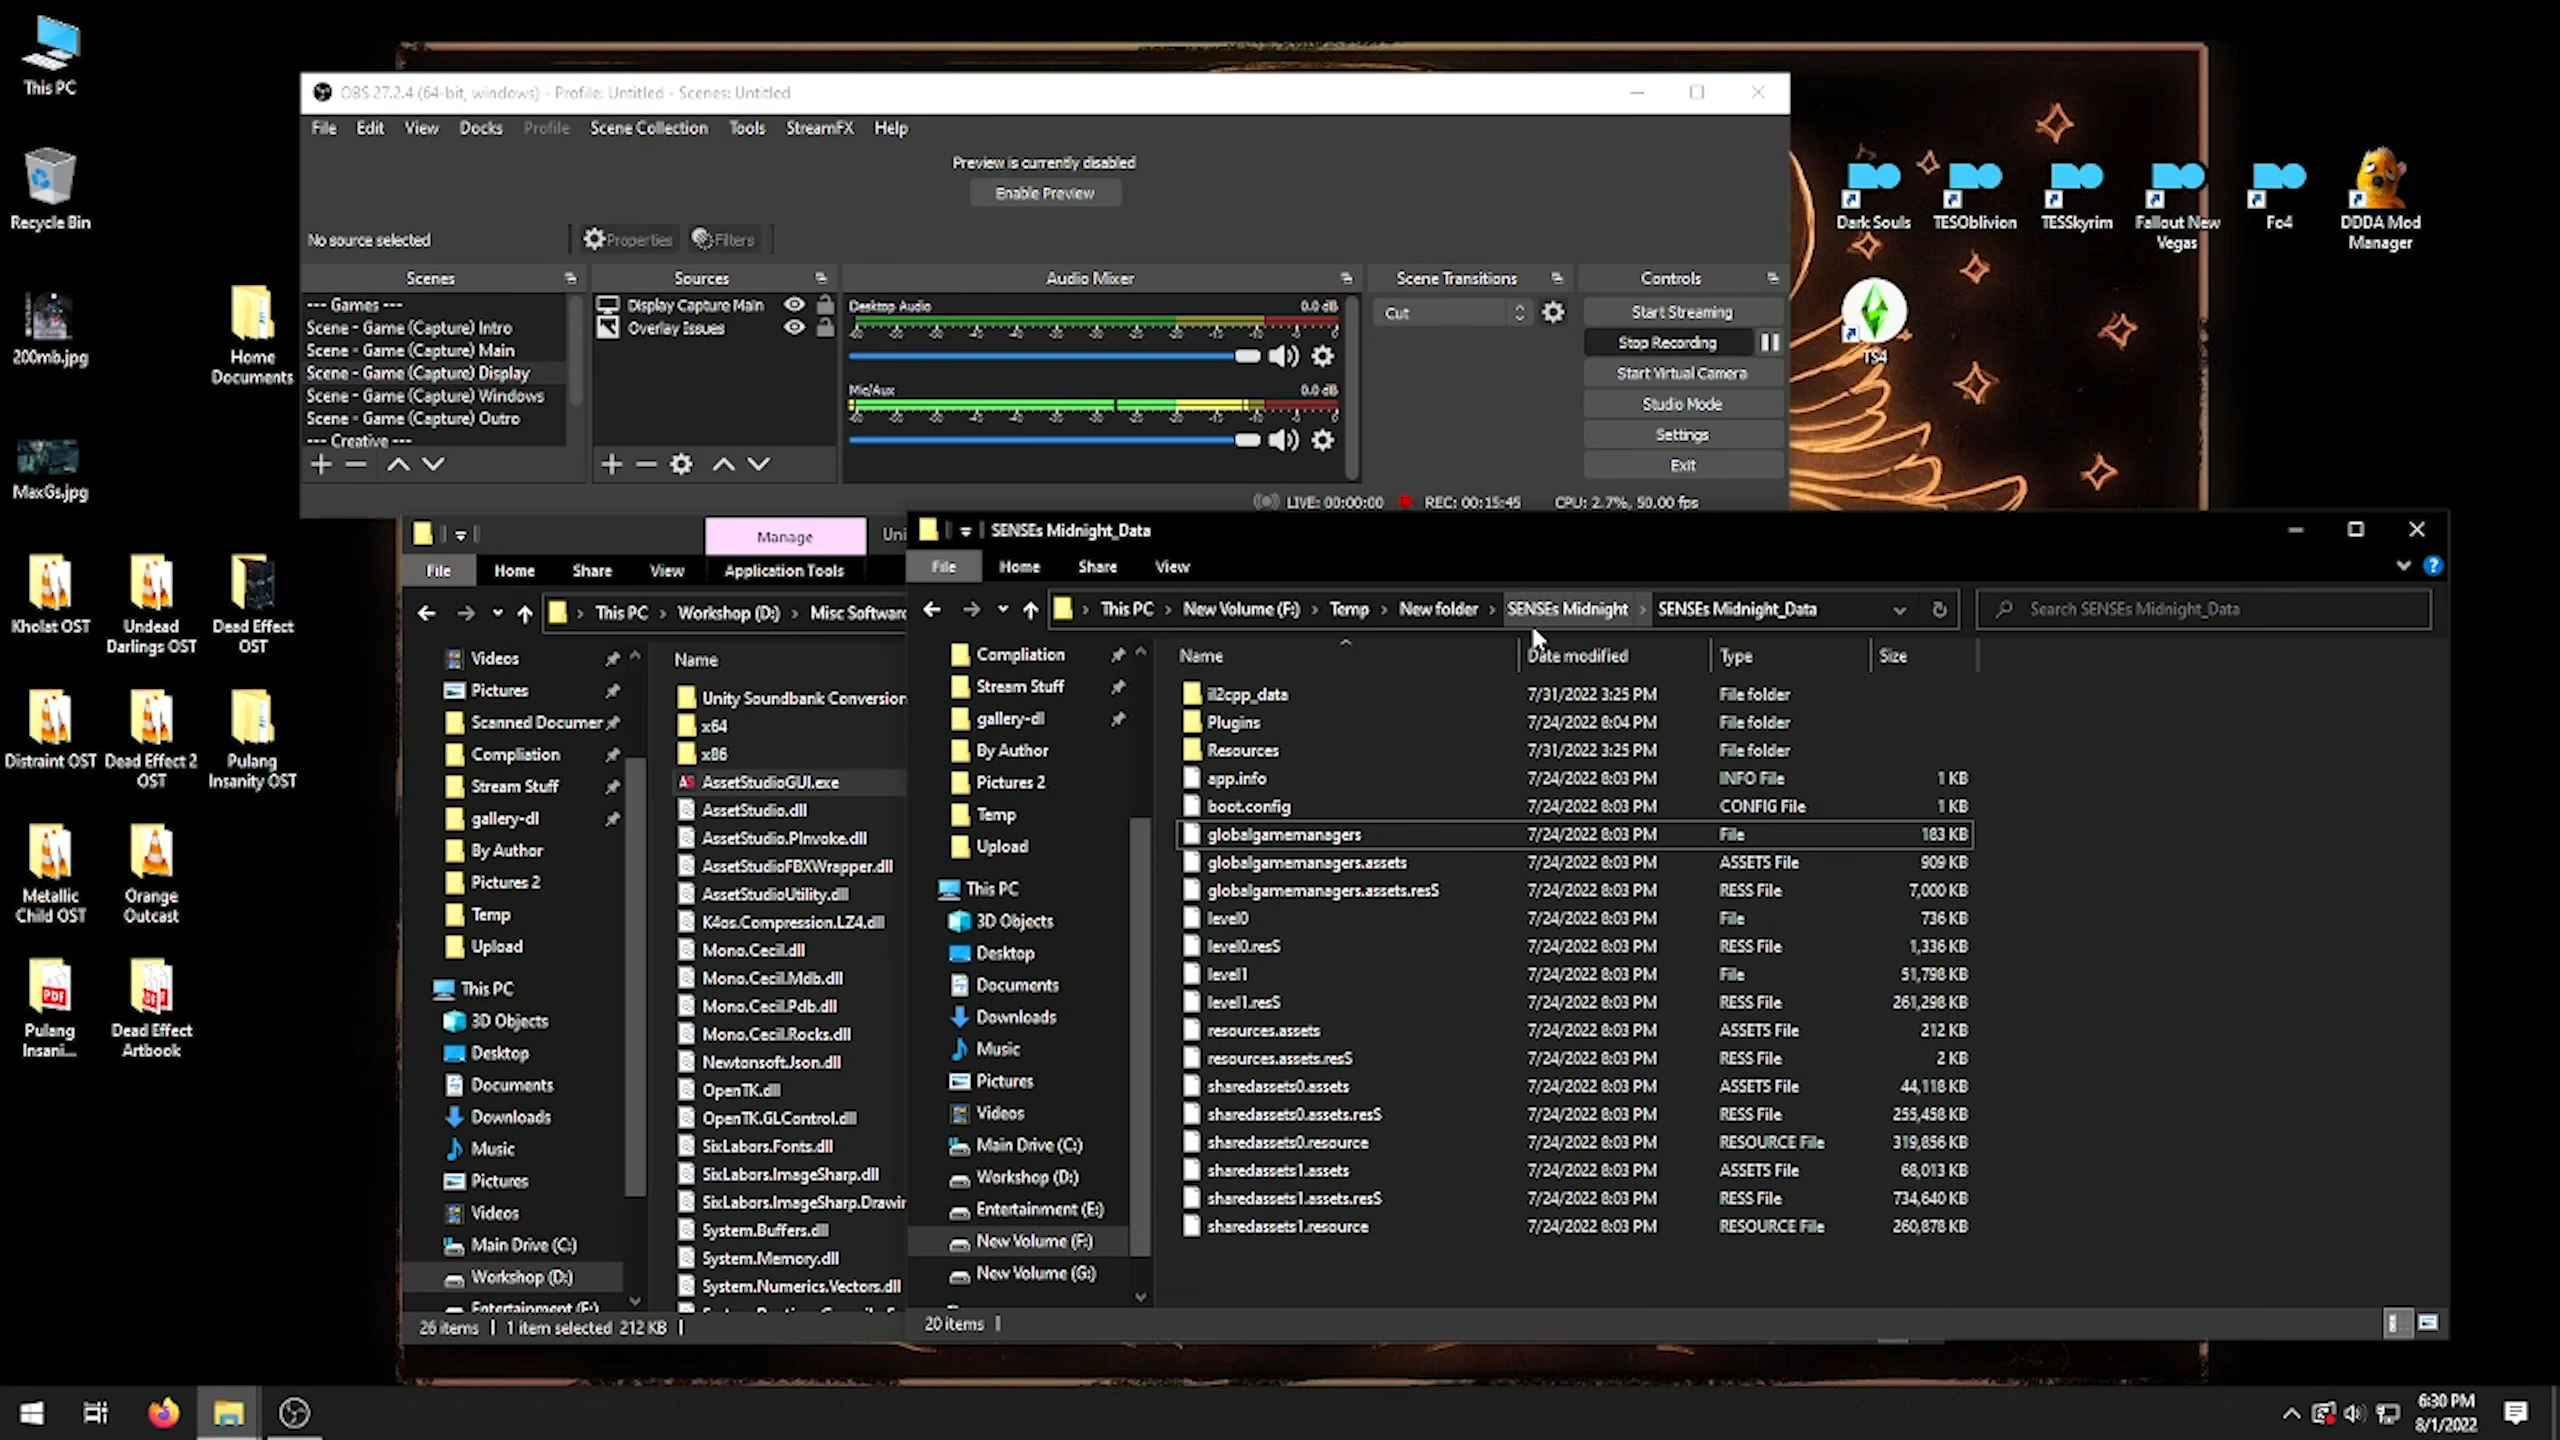 This PC
Recycle Bin
200mb.jpg
MaxGs.jpg
Home
Documents
Kholat OST
Undead
Darlings OST
Dead Effect
OST
Distraint OST
Dead Effect 2
OST
Pulang
Insanity OST
Metallic
Child OST
Orange
Outcast
Pulang
Insani...
Dead Effect
Artbook
OBS 27.2.4 (64-bit, windows) - Profile: Untitled - Scenes: Untitled
File Edit View Docks Profile Scene Collection Tools StreamFX Help
Preview is currently disabled
Enable Preview
No source selected
Properties
Filters
Scenes
--- Games ---
Scene - Game (Capture) Intro
Scene - Game (Capture) Main
Scene - Game (Capture) Display
Scene - Game (Capture) Windows
Scene - Game (Capture) Outro
--- Creative ---
Sources
Display Capture Main
Overlay Issues
Audio Mixer
Desktop Audio 0.0 dB
Mic/Aux 0.0 dB
Scene Transitions
Cut
Controls
Start Streaming
Stop Recording
Start Virtual Camera
Studio Mode
Settings
Exit
LIVE: 00:00:00 REC: 00:15:45 CPU: 2.7%, 50.00 fps
Dark Souls
TESOblivion
TESSkyrim
Fallout New
Vegas
Fo4
DDDA Mod
Manager
TS4
Manage
File Home Share View Application Tools
This PC > Workshop (D:) > Misc Software
Videos
Pictures
Scanned Documer
Compliation
Stream Stuff
gallery-dl
By Author
Pictures 2
Temp
Upload
This PC
3D Objects
Desktop
Documents
Downloads
Music
Pictures
Videos
Main Drive (C:)
Workshop (D:)
Entertainment (E:)
Name
Unity Soundbank Conversion
x64
x86
AssetStudioGUI.exe
AssetStudio.dll
AssetStudio.PInvoke.dll
AssetStudioFBXWrapper.dll
AssetStudioUtility.dll
K4os.Compression.LZ4.dll
Mono.Cecil.dll
Mono.Cecil.Mdb.dll
Mono.Cecil.Pdb.dll
Mono.Cecil.Rocks.dll
Newtonsoft.Json.dll
OpenTK.dll
OpenTK.GLControl.dll
SixLabors.Fonts.dll
SixLabors.ImageSharp.dll
SixLabors.ImageSharp.Drawin
System.Buffers.dll
System.Memory.dll
System.Numerics.Vectors.dll
26 items 1 item selected 212 KB
SENSEs Midnight_Data
File Home Share View
This PC > New Volume (F:) > Temp > New folder > SENSEs Midnight > SENSEs Midnight_Data
Search SENSEs Midnight_Data
Compliation
Stream Stuff
gallery-dl
By Author
Pictures 2
Temp
Upload
This PC
3D Objects
Desktop
Documents
Downloads
Music
Pictures
Videos
Main Drive (C:)
Workshop (D:)
Entertainment (E:)
New Volume (F:)
New Volume (G:)
Name Date modified Type Size
il2cpp_data 7/31/2022 3:25 PM File folder
Plugins 7/24/2022 8:04 PM File folder
Resources 7/31/2022 3:25 PM File folder
app.info 7/24/2022 8:03 PM INFO File 1 KB
boot.config 7/24/2022 8:03 PM CONFIG File 1 KB
globalgamemanagers 7/24/2022 8:03 PM File 183 KB
globalgamemanagers.assets 7/24/2022 8:03 PM ASSETS File 909 KB
globalgamemanagers.assets.resS 7/24/2022 8:03 PM RESS File 7,000 KB
level0 7/24/2022 8:03 PM File 736 KB
level0.resS 7/24/2022 8:03 PM RESS File 1,336 KB
level1 7/24/2022 8:03 PM File 51,798 KB
level1.resS 7/24/2022 8:03 PM RESS File 261,298 KB
resources.assets 7/24/2022 8:03 PM ASSETS File 212 KB
resources.assets.resS 7/24/2022 8:03 PM RESS File 2 KB
sharedassets0.assets 7/24/2022 8:03 PM ASSETS File 44,118 KB
sharedassets0.assets.resS 7/24/2022 8:03 PM RESS File 255,458 KB
sharedassets0.resource 7/24/2022 8:03 PM RESOURCE File 319,856 KB
sharedassets1.assets 7/24/2022 8:03 PM ASSETS File 68,013 KB
sharedassets1.assets.resS 7/24/2022 8:03 PM RESS File 734,640 KB
sharedassets1.resource 7/24/2022 8:03 PM RESOURCE File 260,878 KB
20 items
6:30 PM
8/1/2022